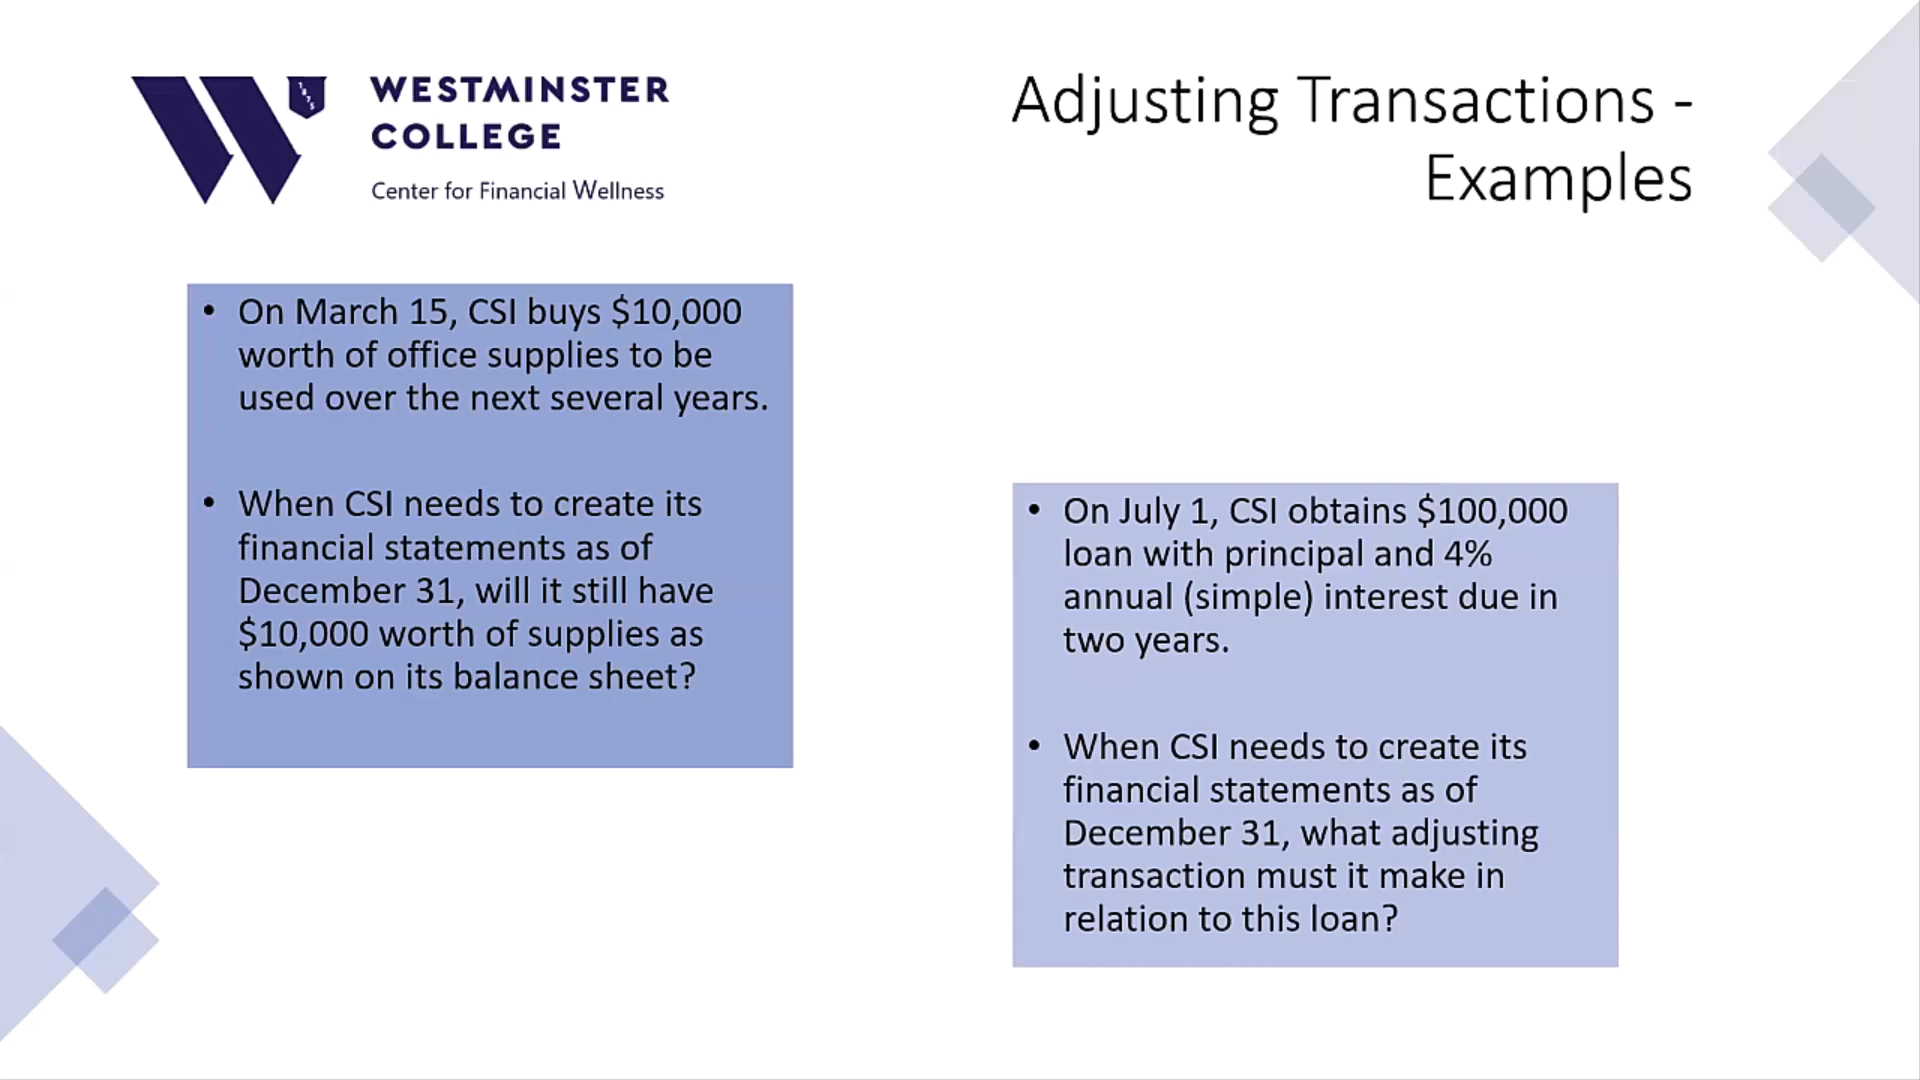 WESTMINSTER
COLLEGE
Center for Financial Wellness
Adjusting Transactions -
Examples
• On March 15, CSI buys $10,000
worth of office supplies to be
used over the next several years.
• When CSI needs to create its
financial statements as of
December 31, will it still have
$10,000 worth of supplies as
shown on its balance sheet?
• On July 1, CSI obtains $100,000
loan with principal and 4%
annual (simple) interest due in
two years.
• When CSI needs to create its
financial statements as of
December 31, what adjusting
transaction must it make in
relation to this loan?